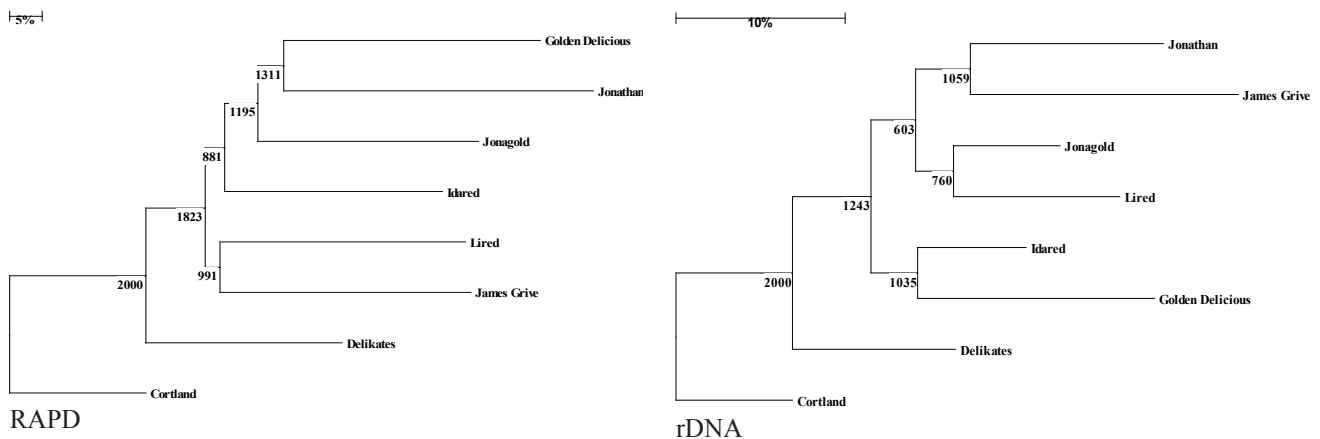 5%
Golden Delicious
1311
Jonathan
1195
Jonagold
881
Idared
1823
Lired
991
James Grive
2000
Delikates
Cortland
RAPD
10%
Jonathan
1059
James Grive
603
Jonagold
760
Lired
1243
Idared
2000
1035
Golden Delicious
Delikates
Cortland
rDNA